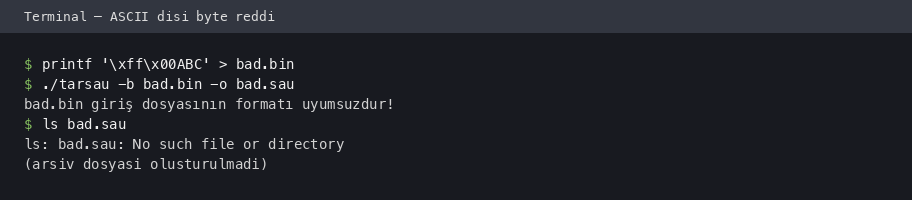 Terminal — ASCII disi byte reddi
$ printf '\xff\x00ABC' > bad.bin
$ ./tarsau −b bad.bin −o bad.sau
bad.bin giriş dosyasının formatı uyumsuzdur!
$ ls bad.sau
ls: bad.sau: No such file or directory
(arsiv dosyasi olusturulmadi)